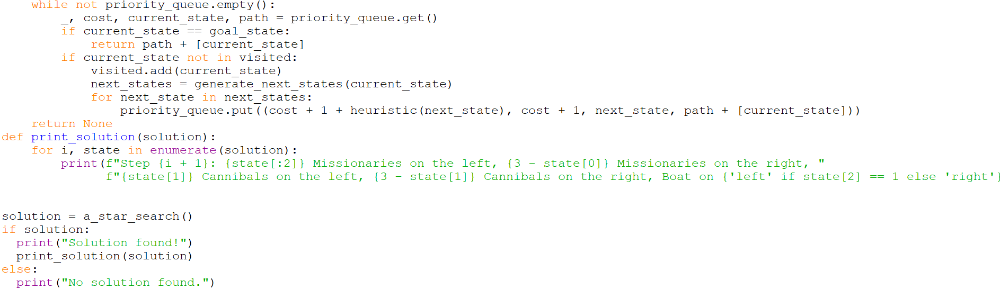 while not priority_queue.empty():
_, cost, current_state, path = priority_queue.get()
if current_state == goal_state:
return path + [current_state]
if current_state not in visited:
visited.add(current_state)
next_states = generate_next_states(current_state)
for next_state in next_states:
priority_queue.put((cost + 1 + heuristic(next_state), cost + 1, next_state, path + [current_state]))
return None
def print_solution(solution):
for i, state in enumerate(solution):
print(f"Step {i + 1}: {state[:2]} Missionaries on the left, {3 - state[0]} Missionaries on the right, "
f"{state[1]} Cannibals on the left, {3 - state[1]} Cannibals on the right, Boat on {'left' if state[2] == 1 else 'right'}
solution = a_star_search()
if solution:
print("Solution found!")
print_solution(solution)
else:
print("No solution found.")